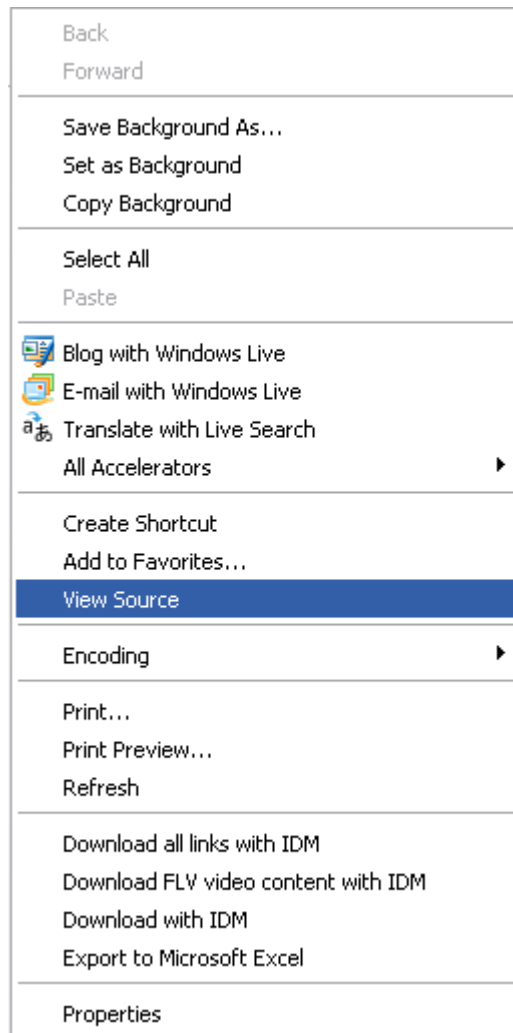 Back
Forward
Save Background As...
Set as Background
Copy Background
Select All
Paste
Blog with Windows Live
E-mail with Windows Live
Translate with Live Search
All Accelerators
Create Shortcut
Add to Favorites...
View Source
Encoding
Print...
Print Preview...
Refresh
Download all links with IDM
Download FLV video content with IDM
Download with IDM
Export to Microsoft Excel
Properties